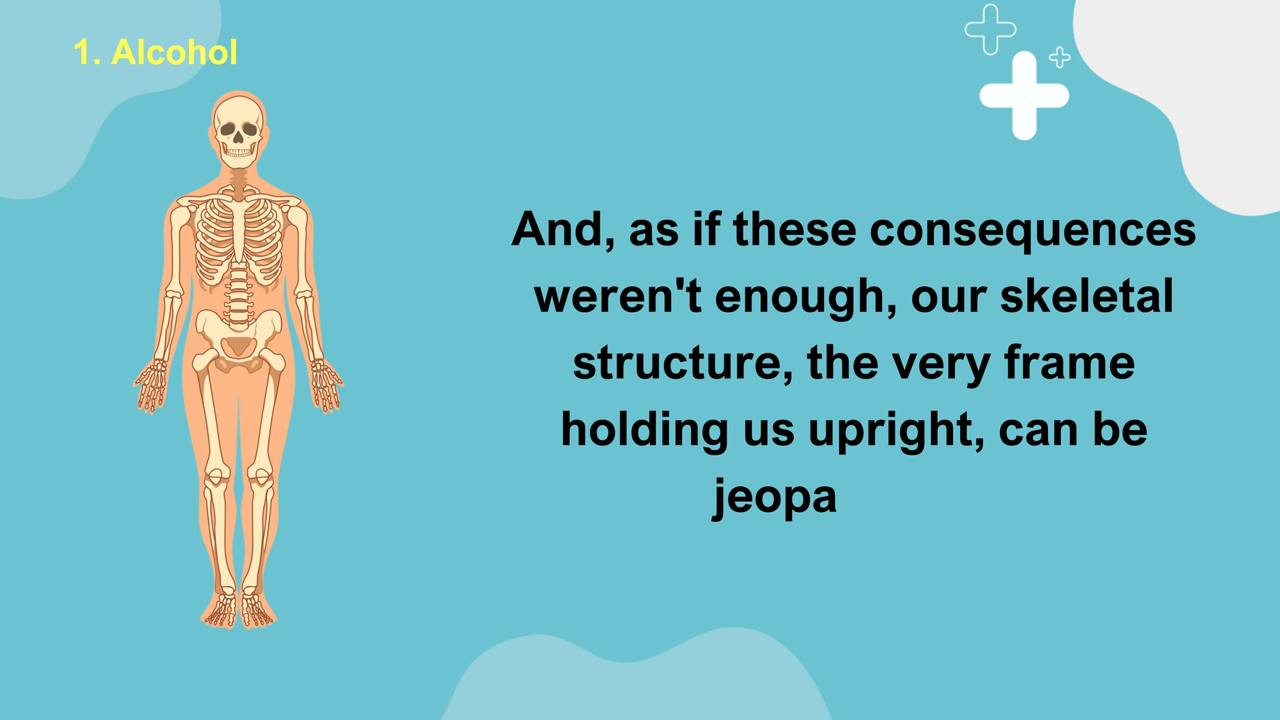 1. Alcohol
And, as if these consequences
weren't enough, our skeletal
structure, the very frame
holding us upright, can be
jeopa